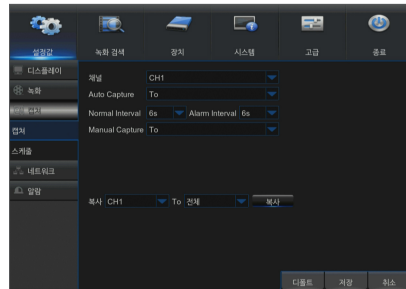 설정값 녹화 검색 장치 시스템 고급 종료
디스플레이
녹화
캡처
캡처
스케줄
네트워크
알람
채널 CH1
Auto Capture To
Normal Interval 6s Alarm Interval 6s
Manual Capture To
복사 CH1 To 전체 복사
디폴트 저장 취소